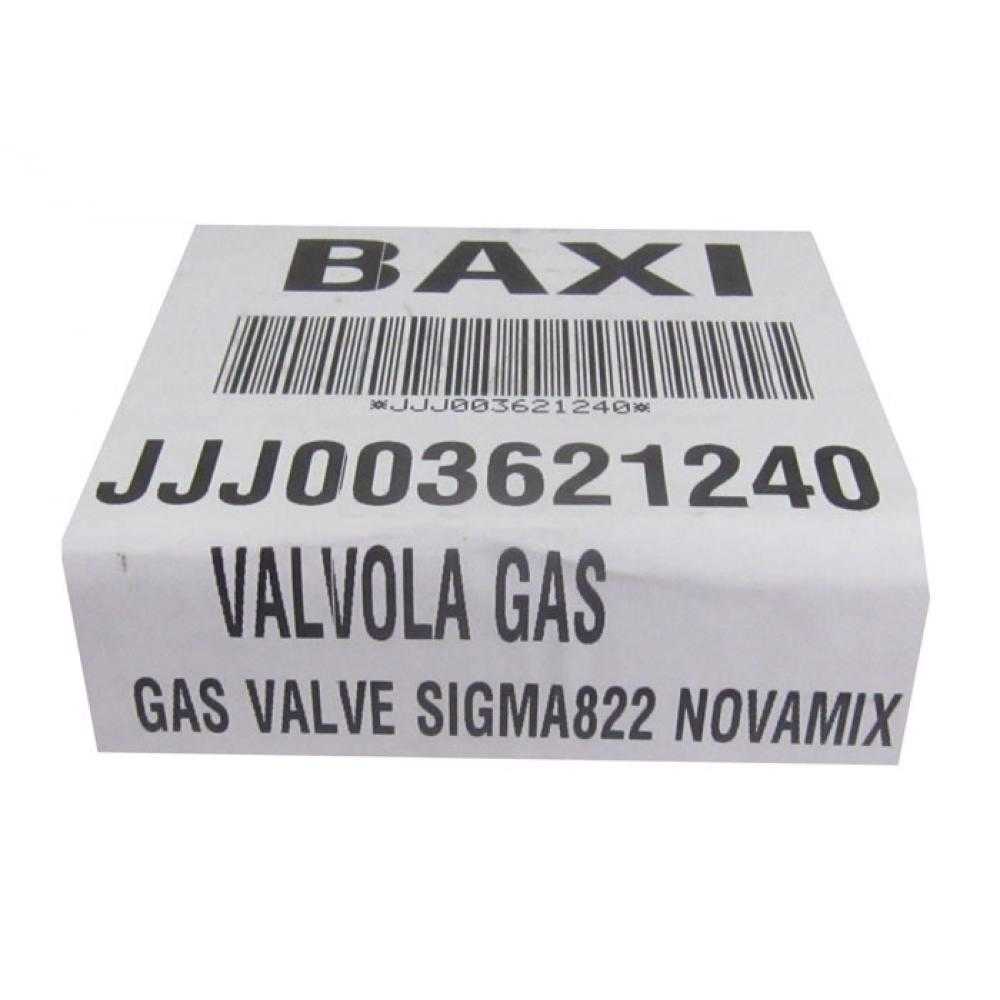 BAXI
*JJJ003621240*
JJJ003621240
VALVOLA GAS
GAS VALVE SIGMA822 NOVAMIX